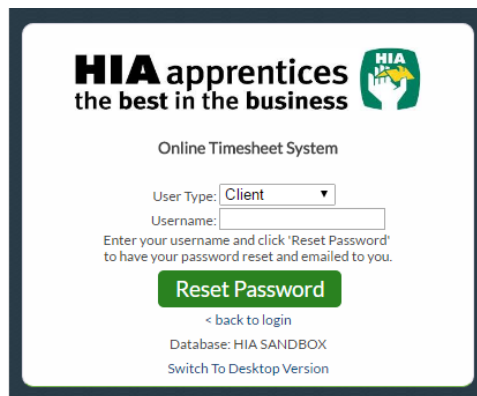 HIA apprentices
the best in the business
HIA
Online Timesheet System
User Type: Client
Username:
Enter your username and click 'Reset Password'
to have your password reset and emailed to you.
Reset Password
< back to login
Database: HIA SANDBOX
Switch To Desktop Version